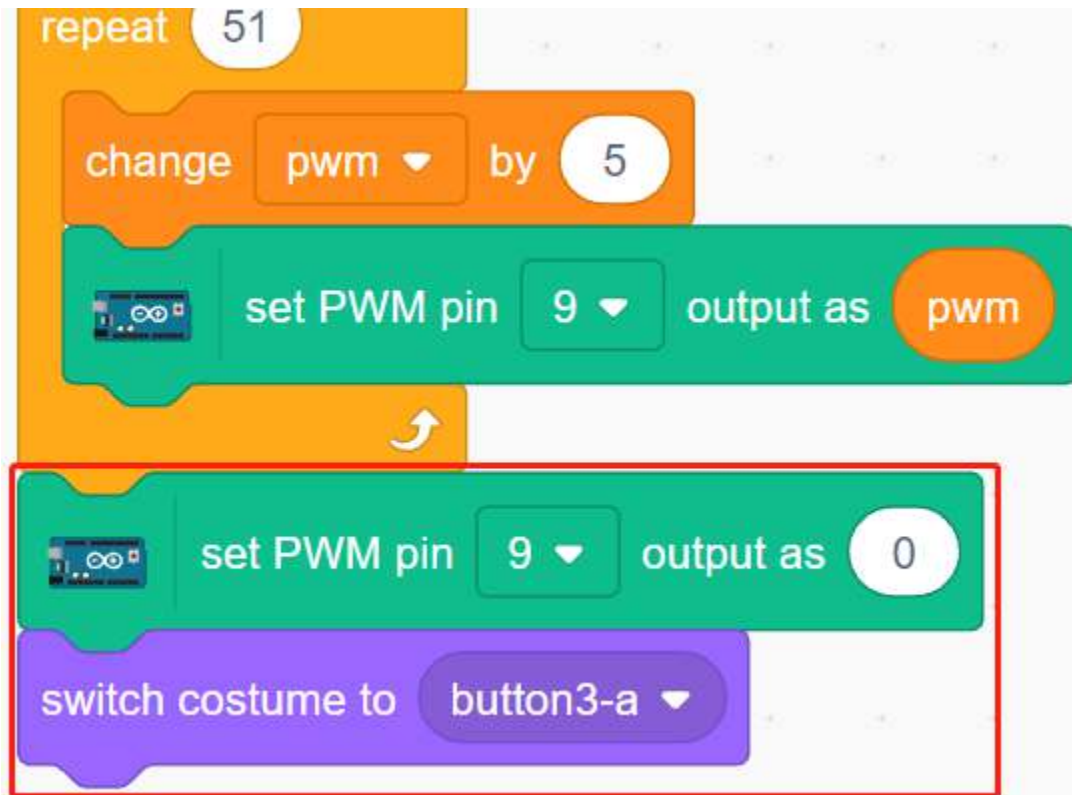 repeat 51
change pwm by 5
set PWM pin 9 output as pwm
set PWM pin 9 output as 0
switch costume to button3-a